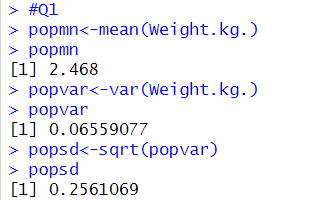 > #Q1
> popmn<-mean(Weight.kg.)
> popmn
[1] 2.468
> popvar<-var(Weight.kg.)
> popvar
[1] 0.06559077
> popsd<-sqrt(popvar)
> popsd
[1] 0.2561069